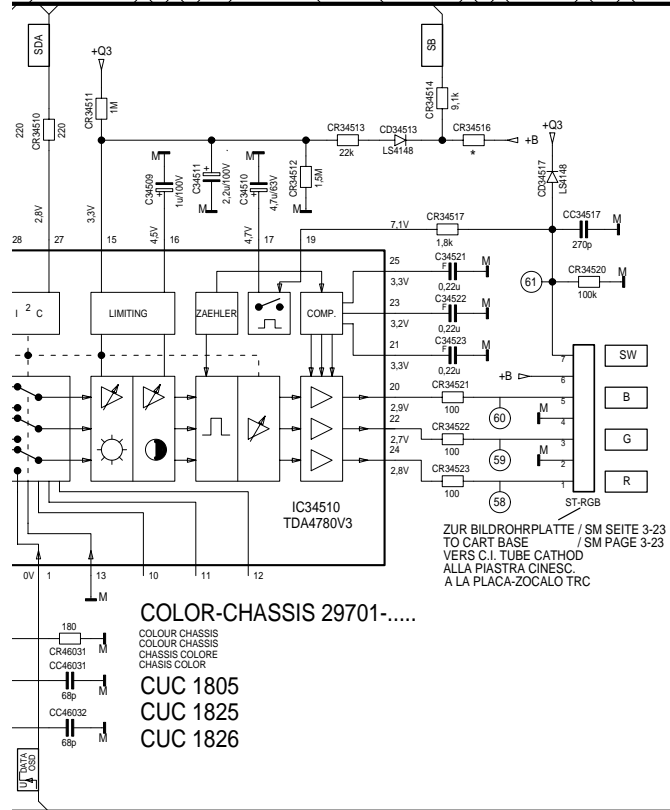 SDA
SB
+Q3
CR34511
1M
CR34514
9,1k
220
CR34510
220
CR34513
22k
CD34513
LS4148
CR34516
*
+B
+Q3
CD34517
LS4148
M
C34509
1u/100V
C34511
2,2u/100V
M
M
C34510
4,7u/63V
CR34512
1,5M
M
2,8V
3,3V
4,5V
4,7V
7,1V
CR34517
1,8k
CC34517
270p
M
28
27
15
16
17
19
25
3,3V
C34521
F
0,22u
M
61
CR34520
100k
M
I 2 C
LIMITING
ZAEHLER
COMP.
23
3,2V
C34522
F
0,22u
M
21
3,3V
C34523
F
0,22u
M
7
SW
+B
6
20
2,9V
CR34521
100
60
5
B
M
4
22
2,7V
CR34522
100
59
3
G
M
2
24
2,8V
CR34523
100
58
1
R
IC34510
TDA4780V3
ST-RGB
ZUR BILDROHRPLATTE / SM SEITE 3-23
TO CART BASE / SM PAGE 3-23
VERS C.I. TUBE CATHOD
ALLA PIASTRA CINESC.
A LA PLACA-ZOCALO TRC
0V
1
13
10
11
12
M
COLOR-CHASSIS 29701-.....
COLOUR CHASSIS
COLOUR CHASSIS
CHASSIS COLORE
CHASIS COLOR
CUC 1805
CUC 1825
CUC 1826
180
CR46031
M
CC46031
68p
M
CC46032
68p
M
U DATA
OSD